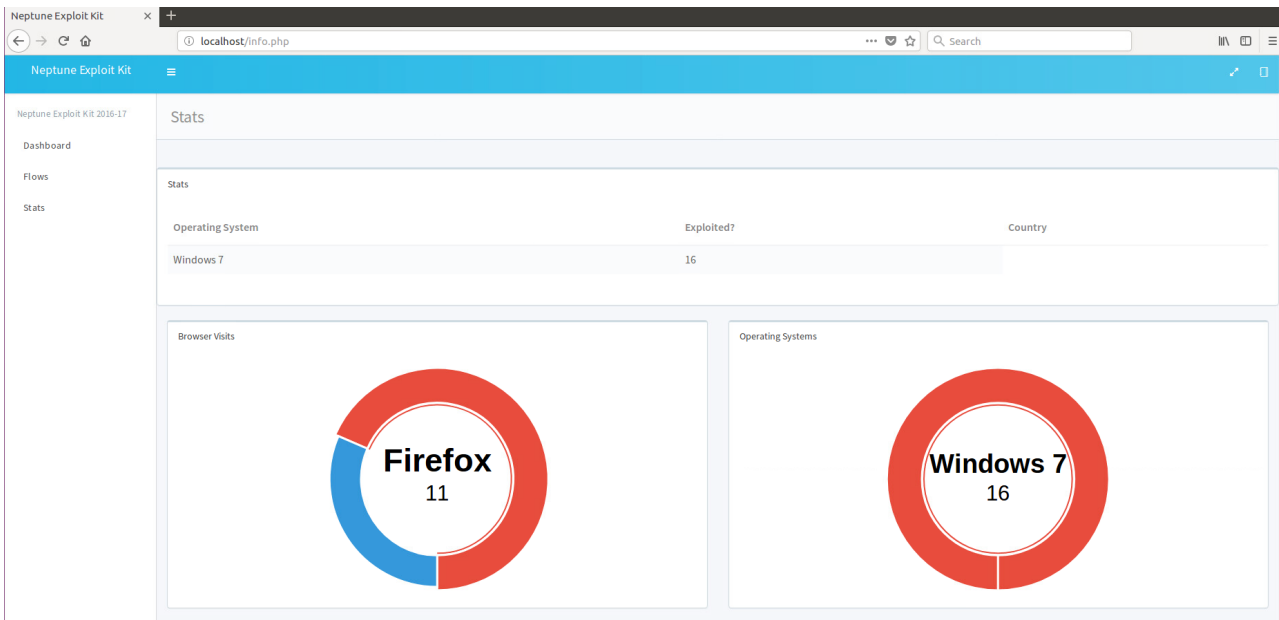 Neptune Exploit Kit
localhost/info.php
Search
Neptune Exploit Kit
Neptune Exploit Kit 2016-17
Dashboard
Flows
Stats
Stats
Stats
Operating System Exploited? Country
Windows 7 16
Browser Visits
Firefox
11
Operating Systems
Windows 7
16